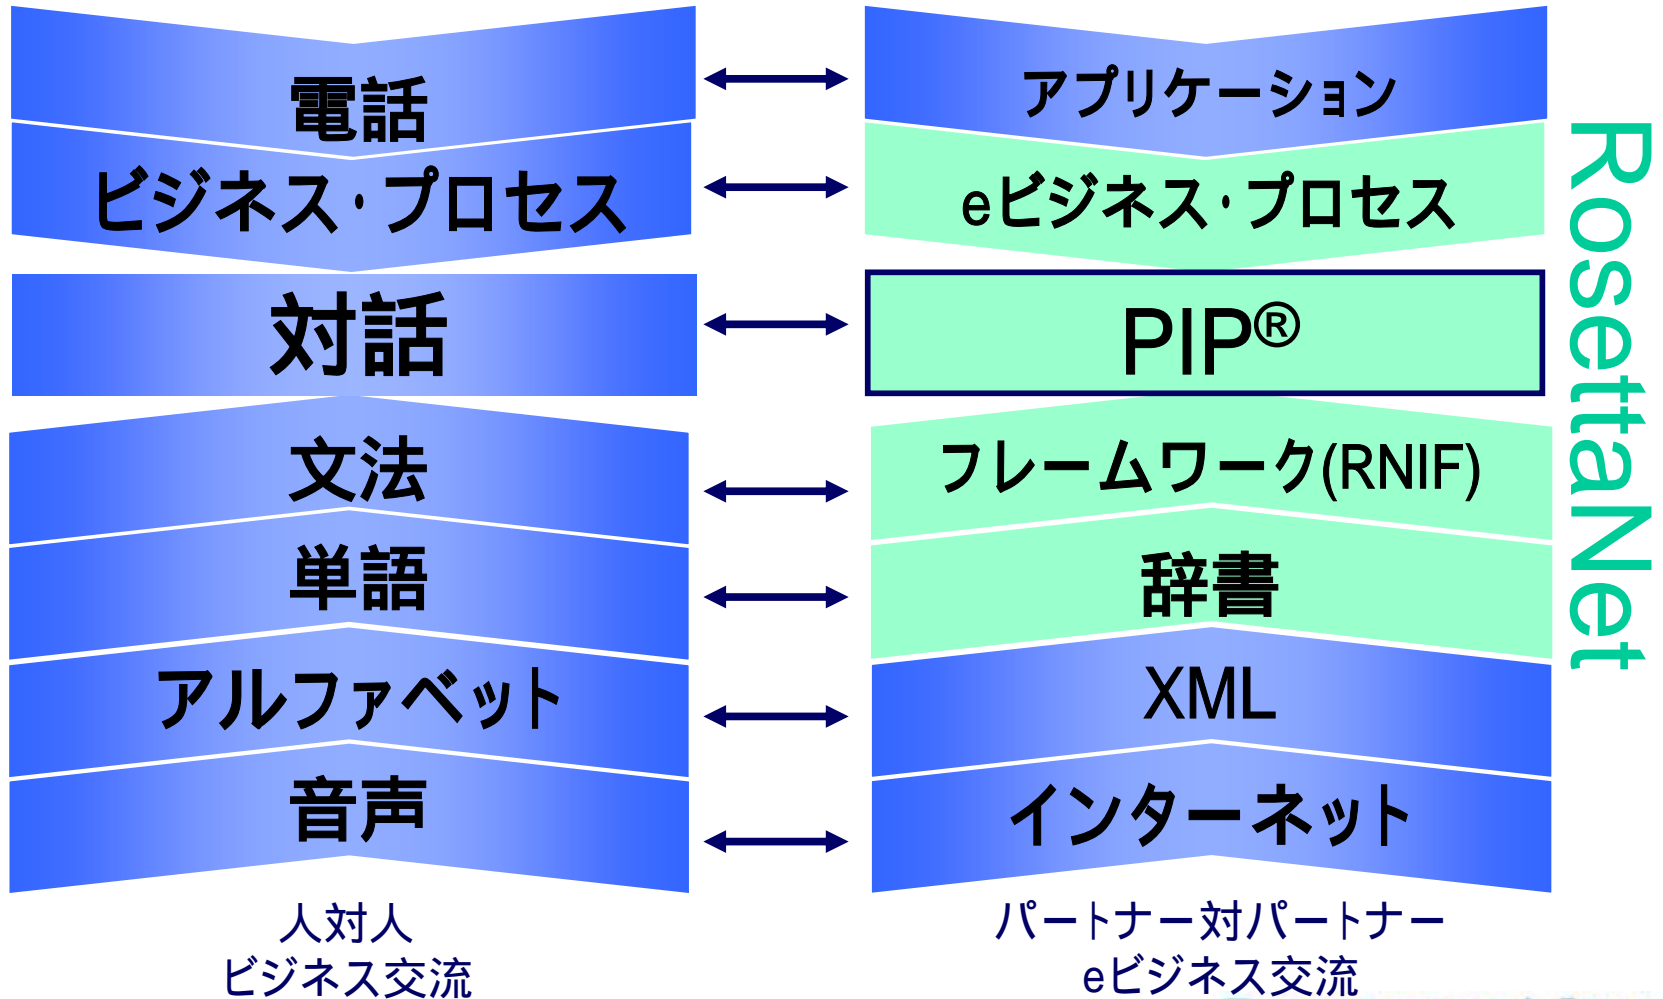 電話
アプリケーション
ビジネス・プロセス
eビジネス・プロセス
対話
PIP®
文法
フレームワーク(RNIF)
単語
辞書
アルファベット
XML
音声
インターネット
RosettaNet
人対人
ビジネス交流
パートナー対パートナー
eビジネス交流